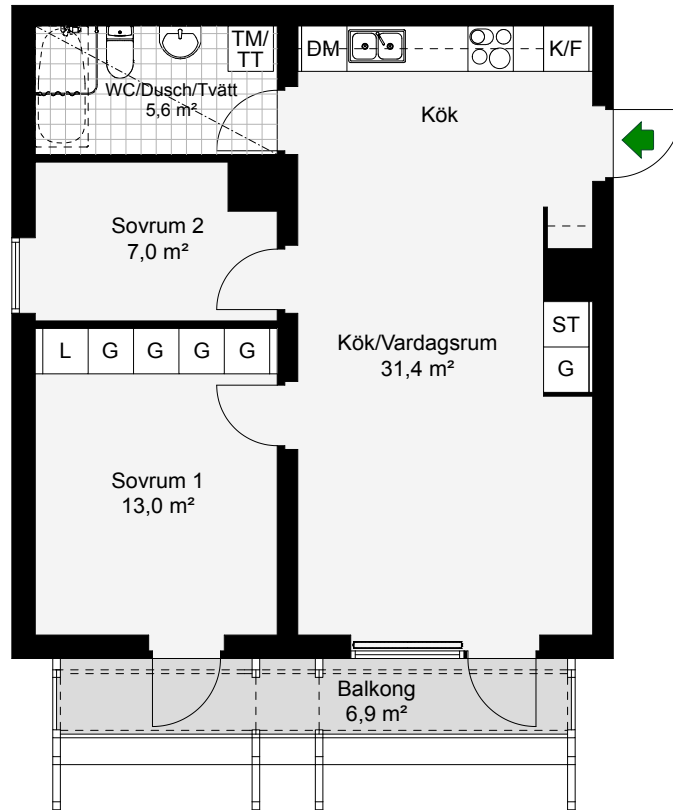 TM/
TT
WC/Dusch/Tvätt
5,6 m²
DM
K/F
Kök
Sovrum 2
7,0 m²
L G G G G
Kök/Vardagsrum
31,4 m²
ST
G
Sovrum 1
13,0 m²
Balkong
6,9 m²